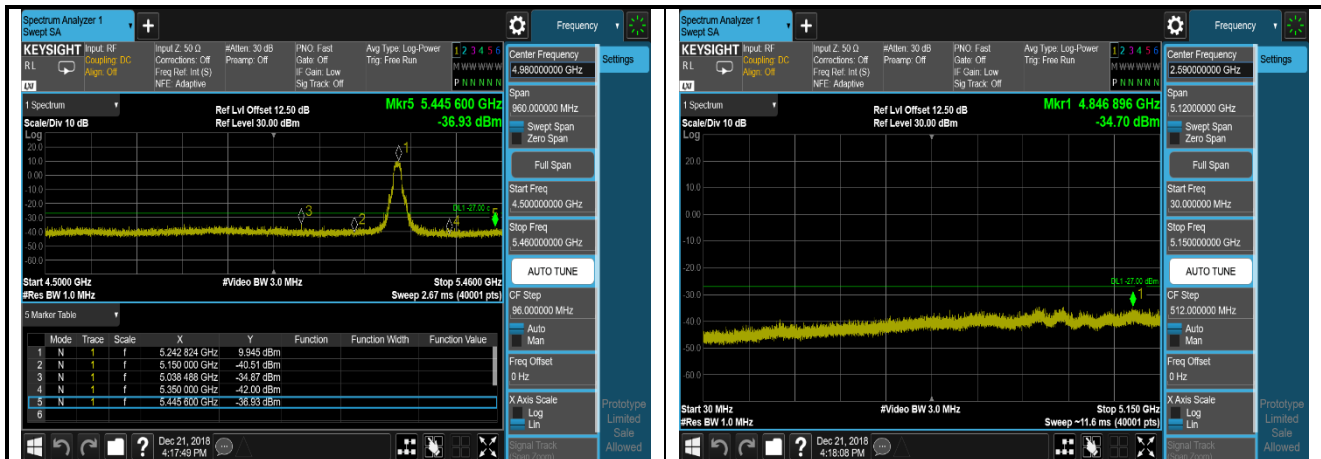 Spectrum Analyzer 1
Swept SA
Frequency
KEYSIGHT Input: RF
RL
Coupling: DC
Align: Off
LXI
Input Z: 50 Ω
Corrections: Off
Freq Ref: Int (S)
NFE: Adaptive
#Atten: 30 dB
Preamp: Off
PNO: Fast
Gate: Off
IF Gain: Low
Sig Track: Off
Avg Type: Log-Power
Trig: Free Run
1 2 3 4 5 6
M W W W W W
P N N N N N
Center Frequency
4.980000000 GHz
Settings
1 Spectrum
Scale/Div 10 dB
Log
Ref Lvl Offset 12.50 dB
Ref Level 30.00 dBm
Mkr5 5.445 600 GHz
-36.93 dBm
20.0
10.0
0.00
-10.0
-20.0
-30.0
-40.0
-50.0
1
2
3
4
5
DL1 -27.00
Start 4.5000 GHz
#Res BW 1.0 MHz
#Video BW 3.0 MHz
Stop 5.4600 GHz
Sweep 2.67 ms (40001 pts)
Span
960.000000 MHz
Swept Span
Zero Span
Full Span
Start Freq
4.500000000 GHz
Stop Freq
5.460000000 GHz
AUTO TUNE
CF Step
96.000000 MHz
Auto
Man
Freq Offset
0 Hz
X Axis Scale
Log
Lin
Signal Track
(Span Zoom)
5 Marker Table
Mode Trace Scale X Y Function Function Width Function Value
1 N 1 f 5.242 824 GHz 9.945 dBm
2 N 1 f 5.150 000 GHz -40.51 dBm
3 N 1 f 5.038 488 GHz -34.87 dBm
4 N 1 f 5.350 000 GHz -42.00 dBm
5 N 1 f 5.445 600 GHz -36.93 dBm
6
Prototype
Limited
Sale
Allowed
?
Dec 21, 2018
4:17:49 PM
Spectrum Analyzer 1
Swept SA
Frequency
KEYSIGHT Input: RF
RL
Coupling: DC
Align: Off
LXI
Input Z: 50 Ω
Corrections: Off
Freq Ref: Int (S)
NFE: Adaptive
#Atten: 30 dB
Preamp: Off
PNO: Fast
Gate: Off
IF Gain: Low
Sig Track: Off
Avg Type: Log-Power
Trig: Free Run
1 2 3 4 5 6
M W W W W W
P N N N N N
Center Frequency
2.590000000 GHz
Settings
1 Spectrum
Scale/Div 10 dB
Log
Ref Lvl Offset 12.50 dB
Ref Level 30.00 dBm
Mkr1 4.846 896 GHz
-34.70 dBm
20.0
10.0
0.00
-10.0
-20.0
-30.0
-40.0
-50.0
-60.0
DL1 -27.00 dBm
1
Start 30 MHz
#Res BW 1.0 MHz
#Video BW 3.0 MHz
Stop 5.150 GHz
Sweep ~11.6 ms (40001 pts)
Span
5.12000000 GHz
Swept Span
Zero Span
Full Span
Start Freq
30.000000 MHz
Stop Freq
5.150000000 GHz
AUTO TUNE
CF Step
512.000000 MHz
Auto
Man
Freq Offset
0 Hz
X Axis Scale
Log
Lin
Signal Track
(Span Zoom)
Prototype
Limited
Sale
Allowed
?
Dec 21, 2018
4:18:08 PM